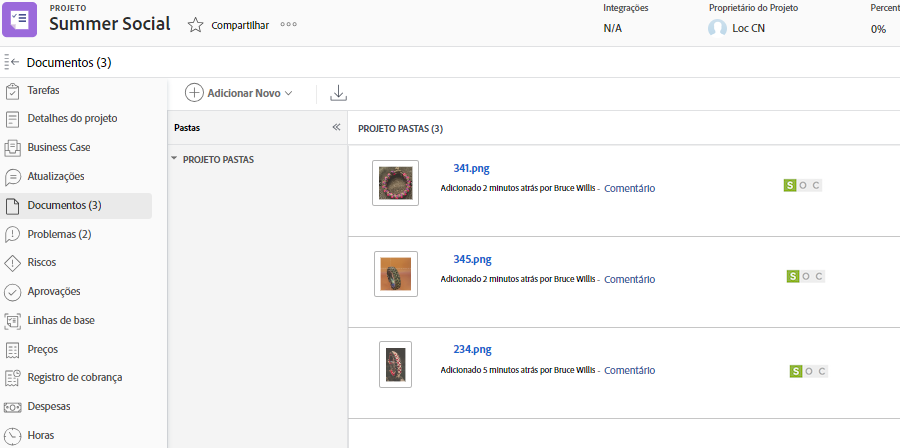 PROJETO
Summer Social
Compartilhar
Integrações
N/A
Proprietário do Projeto
Loc CN
Percent
0%
Documentos (3)
Tarefas
Detalhes do projeto
Business Case
Atualizações
Documentos (3)
Problemas (2)
Riscos
Aprovações
Linhas de base
Preços
Registro de cobrança
Despesas
Horas
Adicionar Novo
Pastas
PROJETO PASTAS
PROJETO PASTAS (3)
341.png
Adicionado 2 minutos atrás por Bruce Willis - Comentário
S O C
345.png
Adicionado 2 minutos atrás por Bruce Willis - Comentário
S O C
234.png
Adicionado 5 minutos atrás por Bruce Willis - Comentário
S O C